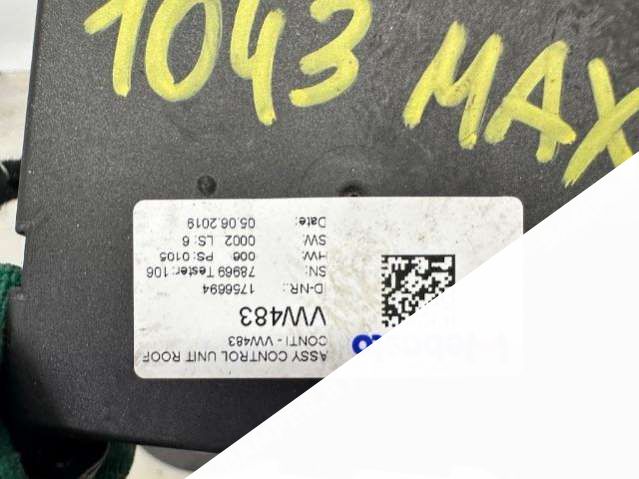 1043 MAX
ASSY CONTROL UNIT ROOF
CONTI - VW483
VW483
ID-NR.: 1756694
SN: 78969 Tester: 106
HW: 006 PS: 0105
SW: 0002 LS: 6
Date: 05.06.2019